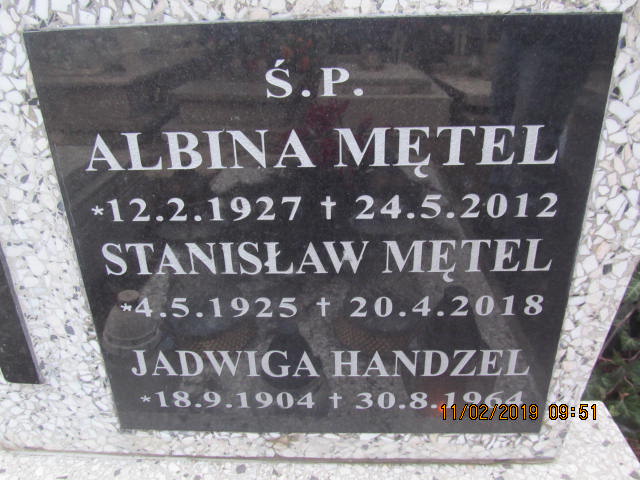 Ś.P.
ALBINA MĘTEL
*12.2.1927 † 24.5.2012
STANISŁAW MĘTEL
*4.5.1925 † 20.4.2018
JADWIGA HANDZEL
*18.9.1904 † 30.8.1964
11/02/2019 09:51